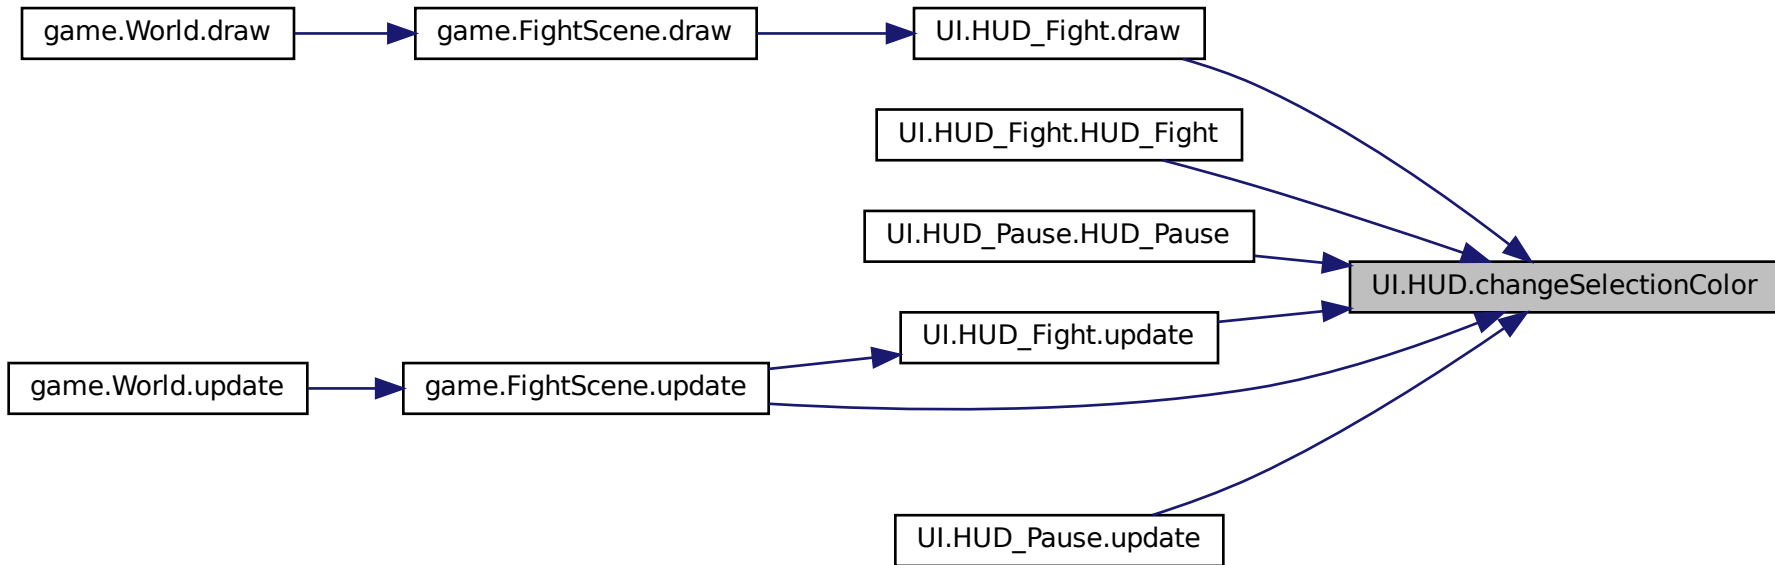 game.World.draw
game.FightScene.draw
UI.HUD_Fight.draw
UI.HUD_Fight.HUD_Fight
UI.HUD_Pause.HUD_Pause
UI.HUD.changeSelectionColor
UI.HUD_Fight.update
game.World.update
game.FightScene.update
UI.HUD_Pause.update